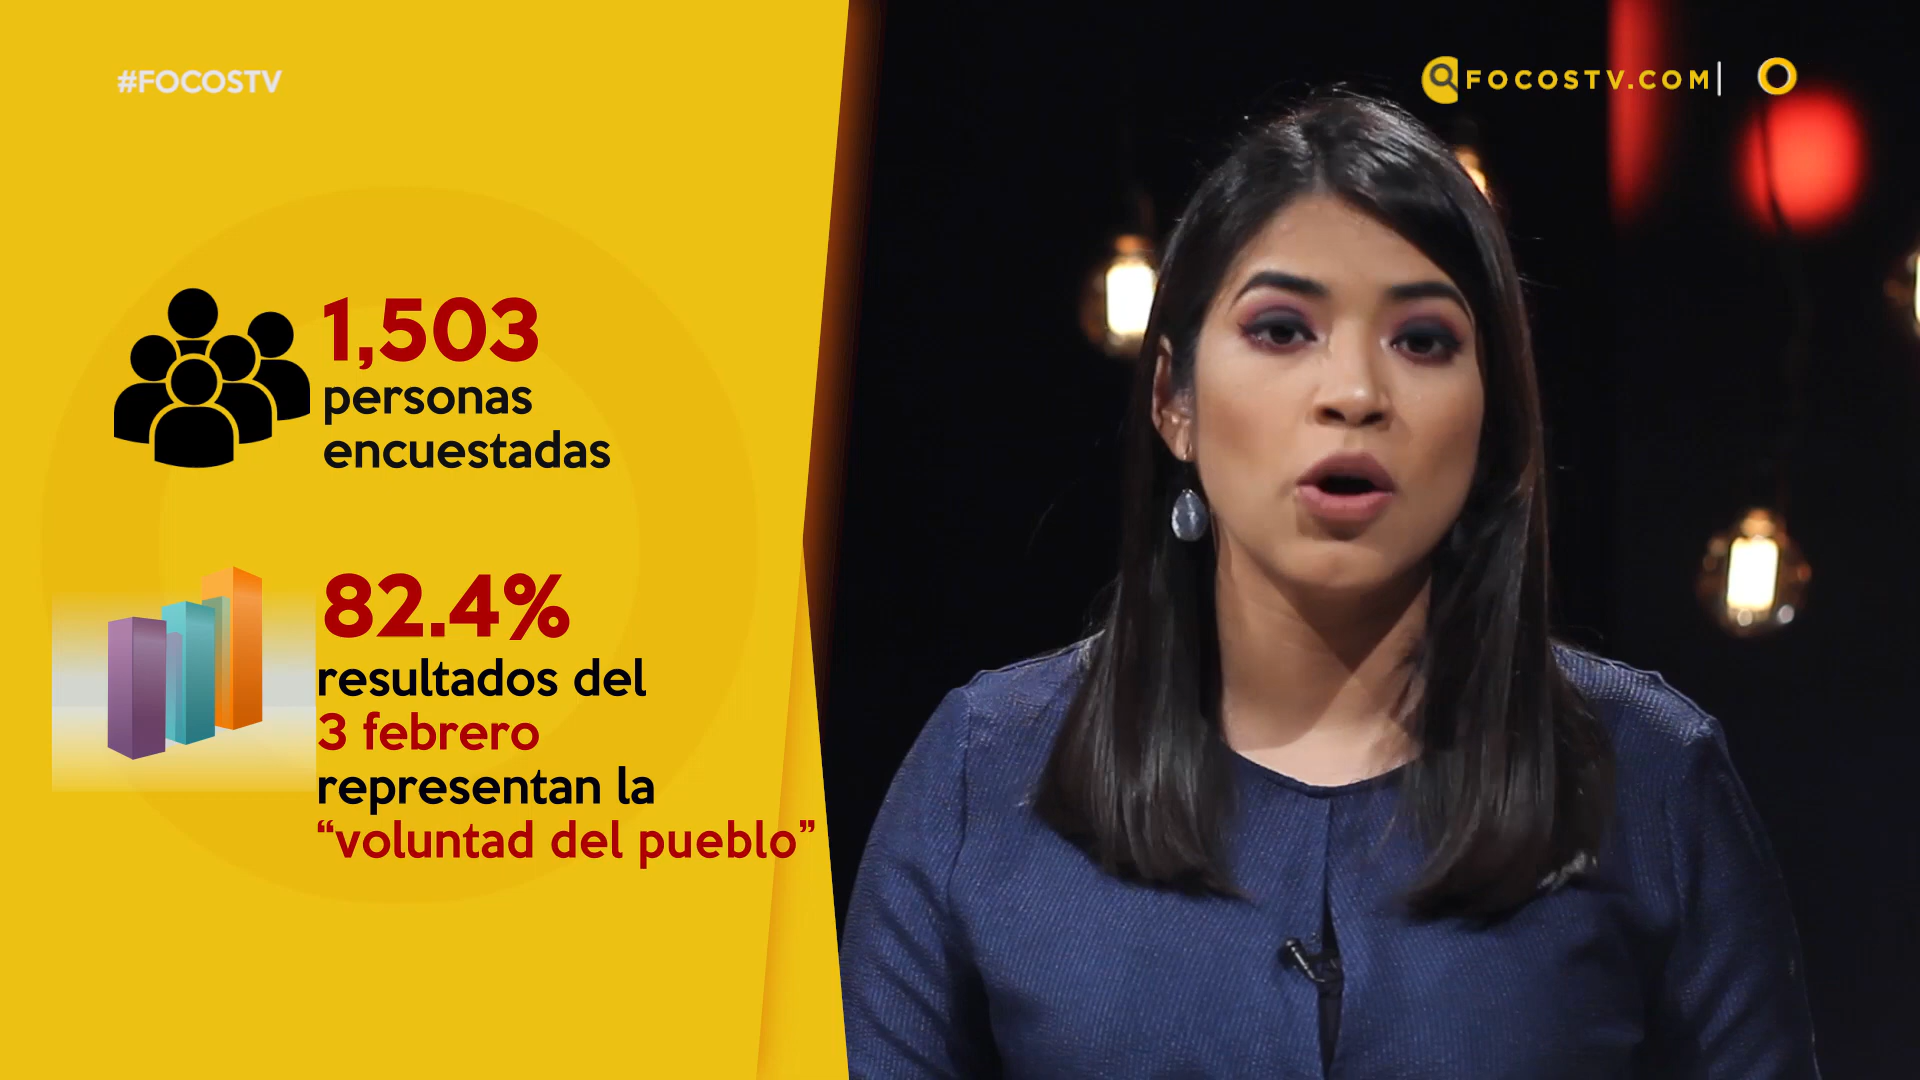 #FOCOSTV
FOCOSTV.COM|
1,503
personas
encuestadas
82.4%
resultados del
3 febrero
representan la
“voluntad del pueblo”